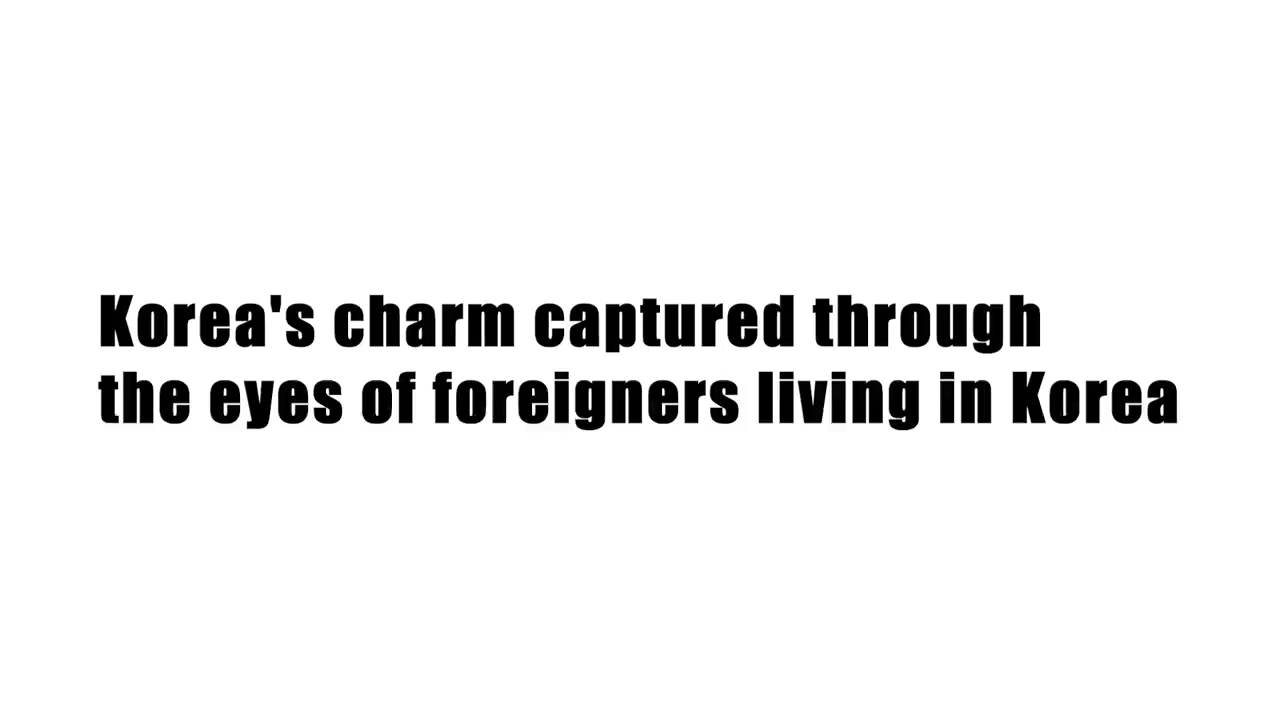 Korea's charm captured through
the eyes of foreigners living in Korea